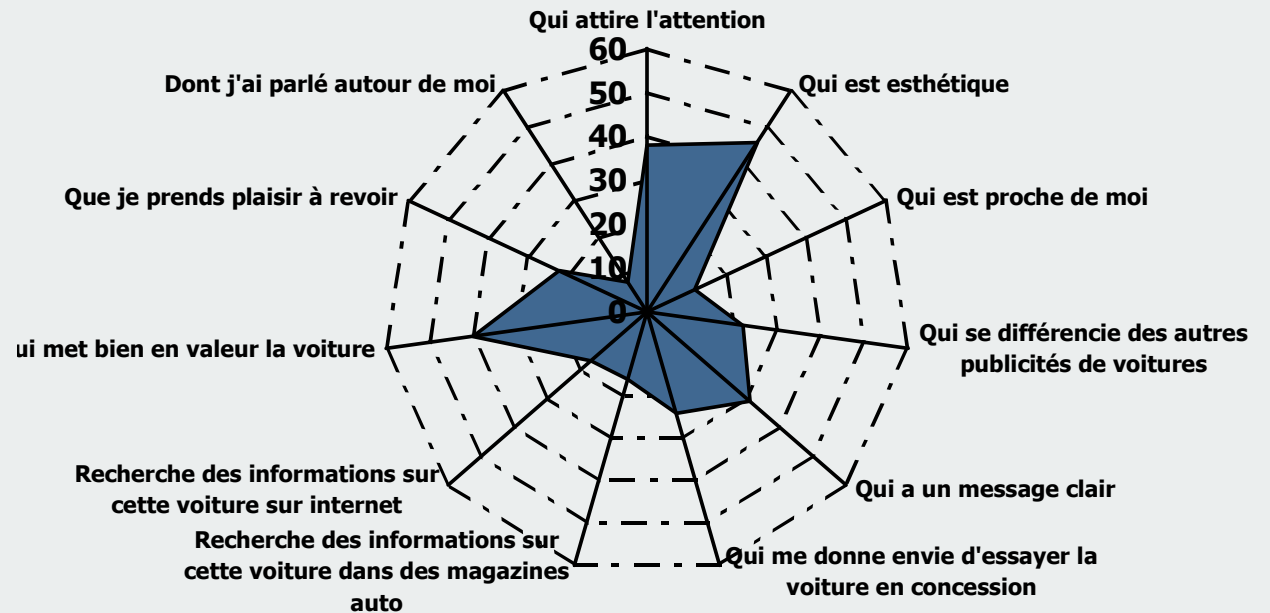 Qui attire l'attention
60
50
40
30
20
10
0
Qui est esthétique
Qui est proche de moi
Qui se différencie des autres
publicités de voitures
Qui a un message clair
Qui me donne envie d'essayer la
voiture en concession
Recherche des informations sur
cette voiture dans des magazines
auto
Recherche des informations sur
cette voiture sur internet
ui met bien en valeur la voiture
Que je prends plaisir à revoir
Dont j'ai parlé autour de moi